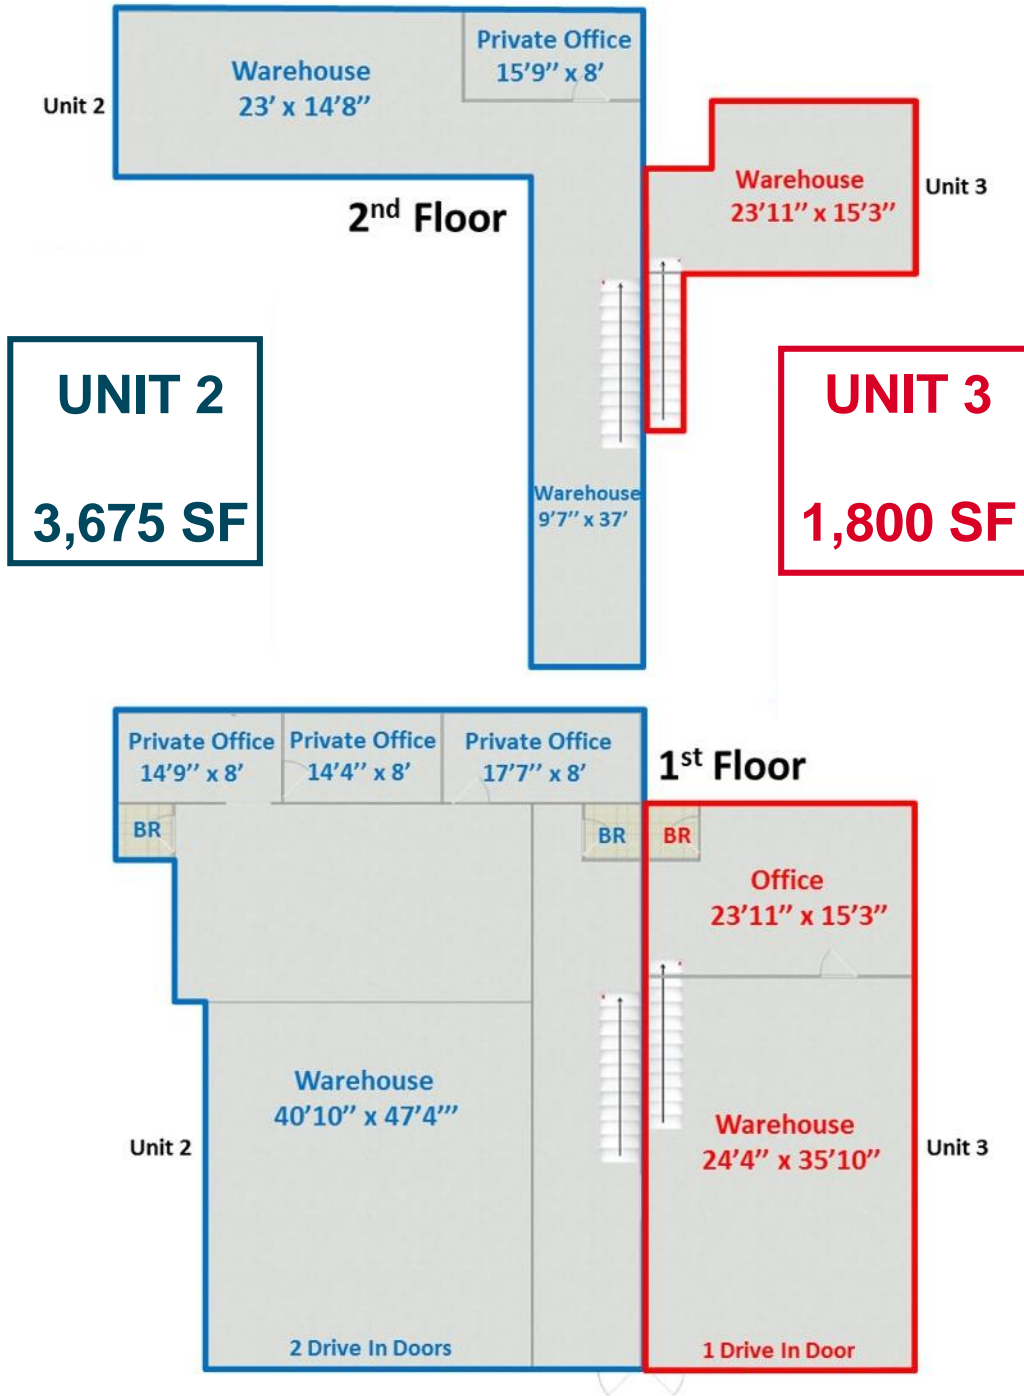 Private Office
15'9'' x 8'
Warehouse
23' x 14'8''
Unit 2
Warehouse
23'11'' x 15'3''
Unit 3
2nd Floor
UNIT 2
3,675 SF
UNIT 3
1,800 SF
Warehouse
9'7'' x 37'
Private Office
14'9'' x 8'
Private Office
14'4'' x 8'
Private Office
17'7'' x 8'
1st Floor
BR
BR
BR
Office
23'11'' x 15'3''
Warehouse
40'10'' x 47'4'''
Unit 2
Warehouse
24'4'' x 35'10''
Unit 3
2 Drive In Doors
1 Drive In Door